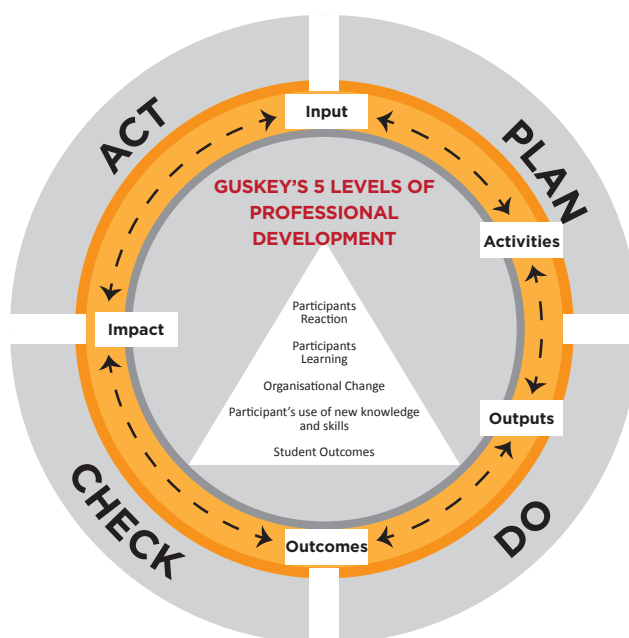 ACT
PLAN
Input
GUSKEY'S 5 LEVELS OF
PROFESSIONAL
DEVELOPMENT
Activities
Participants
Reaction
Impact
Participants
Learning
Organisational Change
Participant's use of new knowledge
and skills
Outputs
Student Outcomes
CHECK
DO
Outcomes